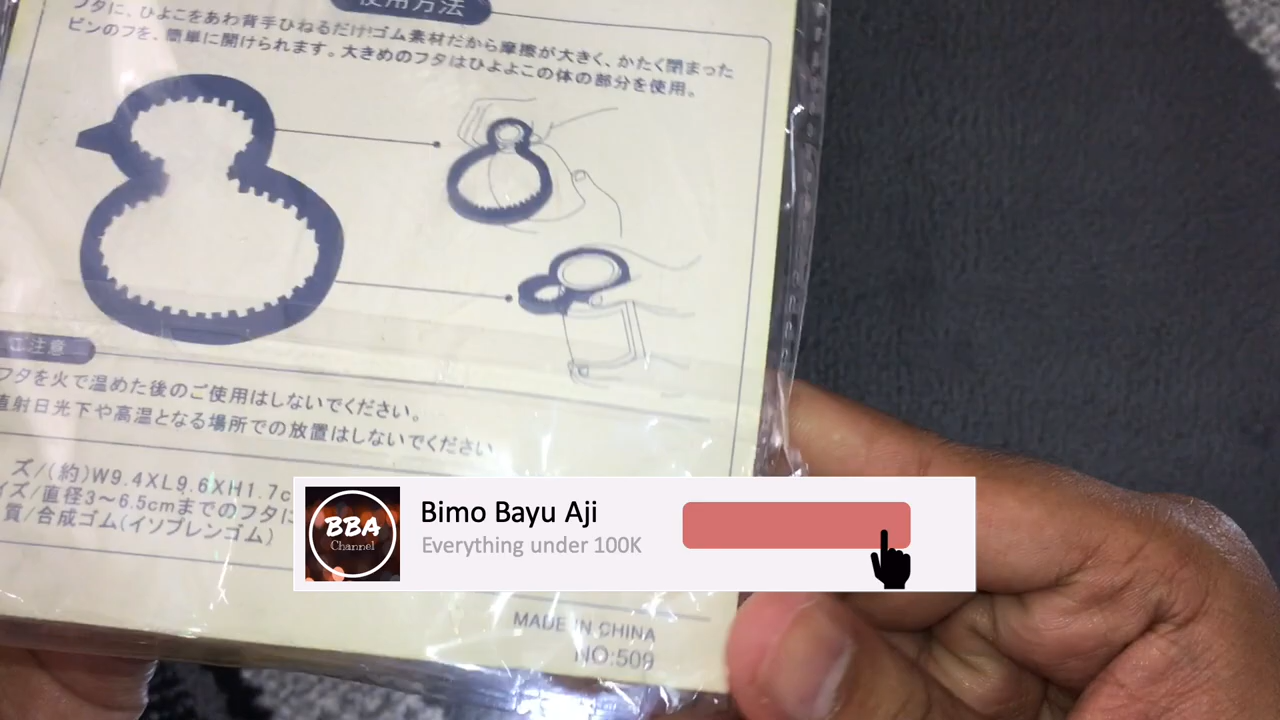 使用方法
フタに、ひよこをあわ背手ひねるだけ!ゴム素材だから摩擦が大きく、かたく閉まった
ビンのフを、簡単に開けられます。大きめのフタはひよよこの体の部分を使用。
ご注意
フタを火で温めた後のご使用はしないでください。
直射日光下や高温となる場所での放置はしないでください
ズ/(約)W9.4XL9.6XH1.7c
イズ/直径3〜6.5cmまでのフタに
質/合成ゴム(イソプレンゴム)
BBA
Channel
Bimo Bayu Aji
Everything under 100K
MADE IN CHINA
NO:509